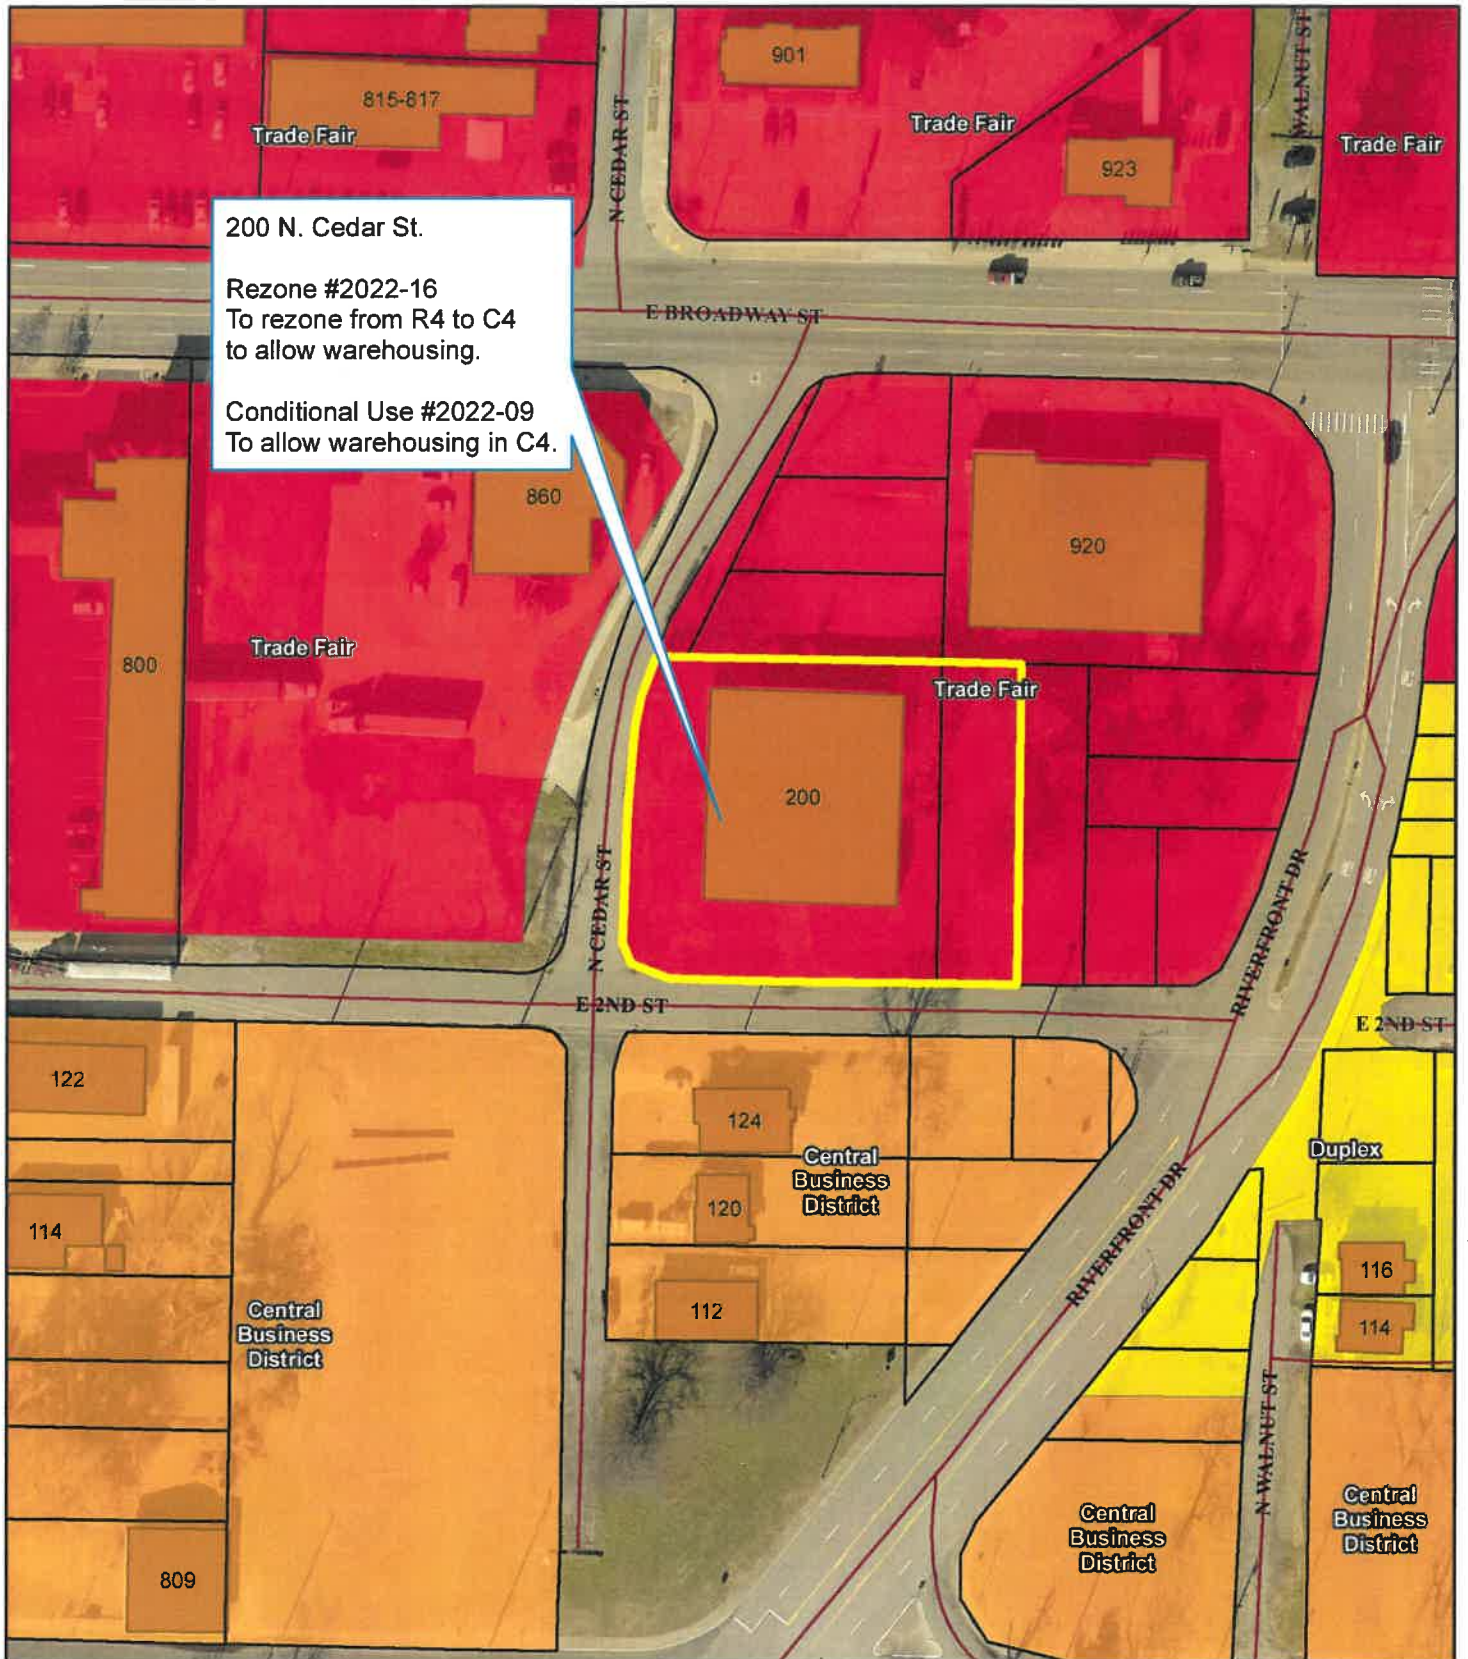 901
815-817
Trade Fair
Trade Fair
923
Trade Fair
N CEDAR ST
WALNUT ST
200 N. Cedar St.
Rezone #2022-16
To rezone from R4 to C4
to allow warehousing.
Conditional Use #2022-09
To allow warehousing in C4.
E BROADWAY ST
860
920
800
Trade Fair
Trade Fair
200
N CEDAR ST
RIVERFRONT DR
E 2ND ST
E 2ND ST
122
124
Central
Business
District
Duplex
120
114
RIVERFRONT DR
116
112
114
Central
Business
District
N WALNUT ST
Central
Business
District
Central
Business
District
809